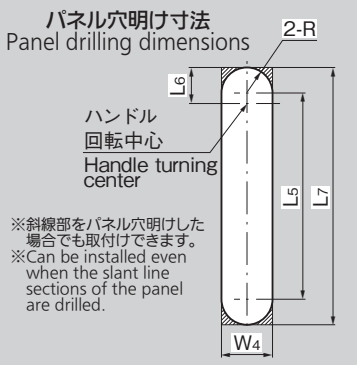 パネル穴明け寸法
Panel drilling dimensions
2-R
L6
ハンドル
回転中心
Handle turning
center
L5
L7
※斜線部をパネル穴明けした
場合でも取付けできます。
※Can be installed even
when the slant line
sections of the panel
are drilled.
W4